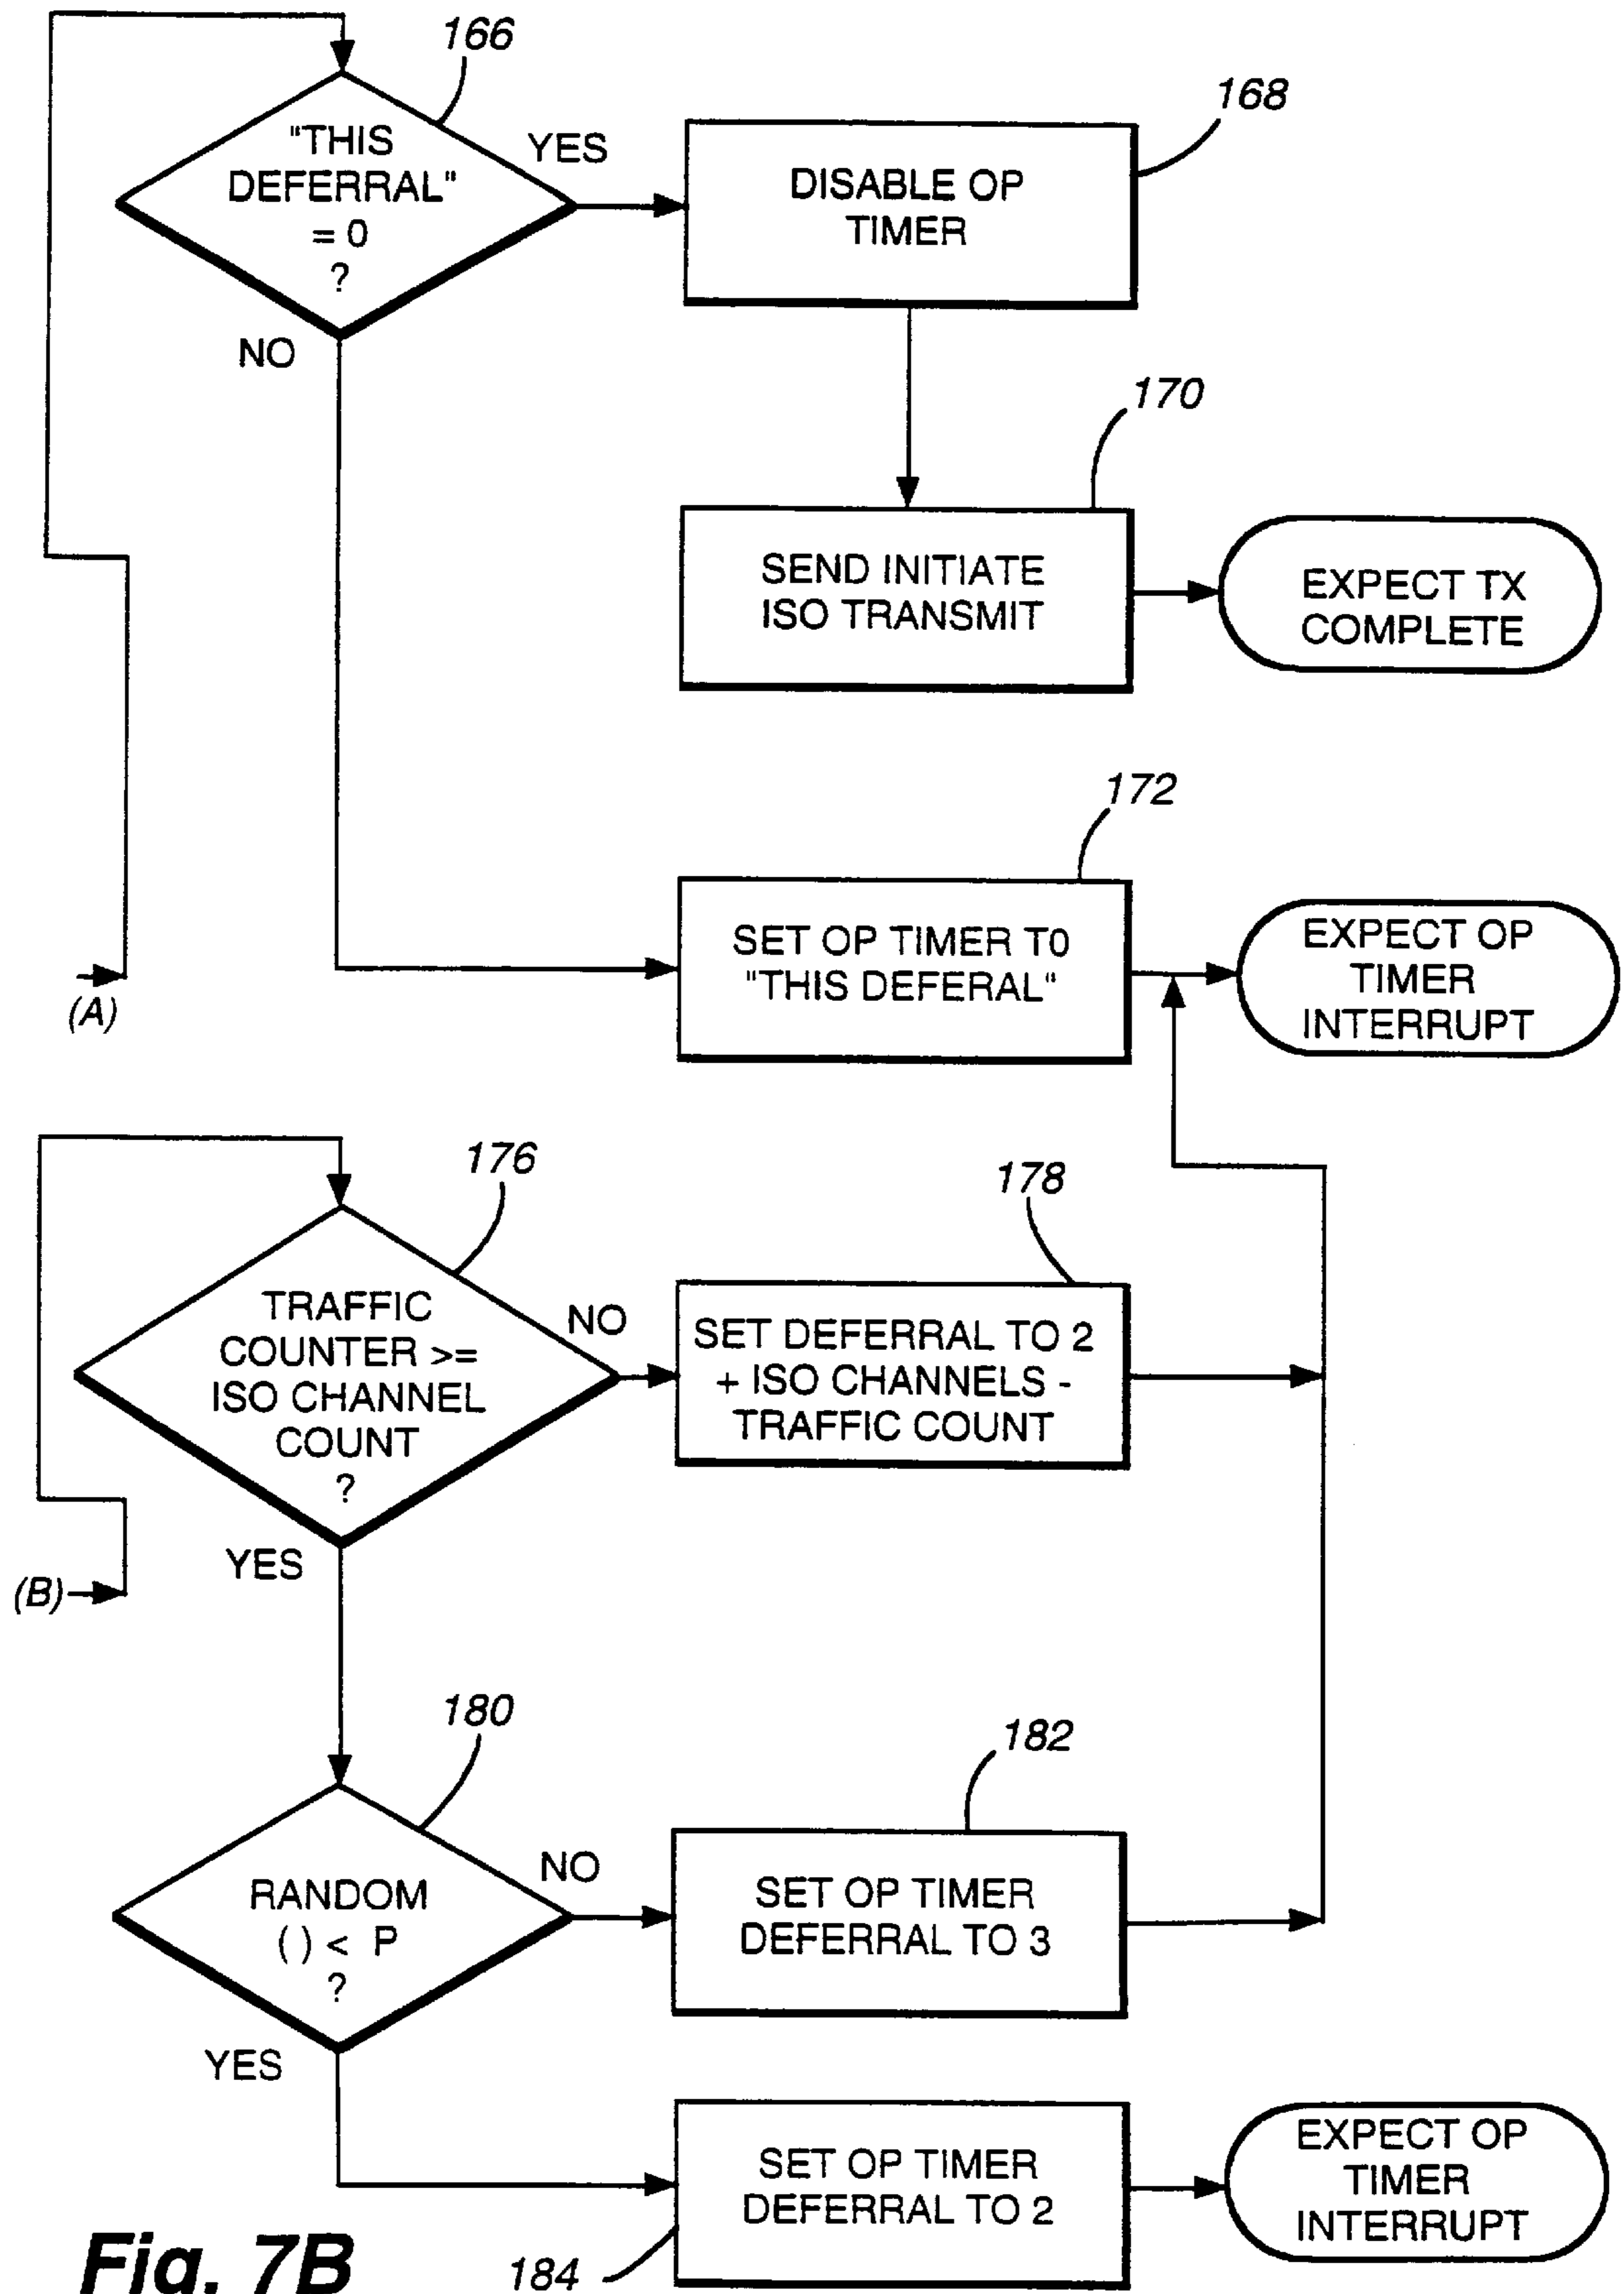 166
"THIS
DEFERRAL"
= 0
?
YES
NO
168
DISABLE OP
TIMER
170
SEND INITIATE
ISO TRANSMIT
EXPECT TX
COMPLETE
172
SET OP TIMER T0
"THIS DEFERAL"
EXPECT OP
TIMER
INTERRUPT
(A)
176
TRAFFIC
COUNTER >=
ISO CHANNEL
COUNT
?
NO
YES
178
SET DEFERRAL TO 2
+ ISO CHANNELS -
TRAFFIC COUNT
(B)
180
RANDOM
( ) < P
?
NO
YES
182
SET OP TIMER
DEFERRAL TO 3
184
SET OP TIMER
DEFERRAL TO 2
EXPECT OP
TIMER
INTERRUPT
Fig. 7B